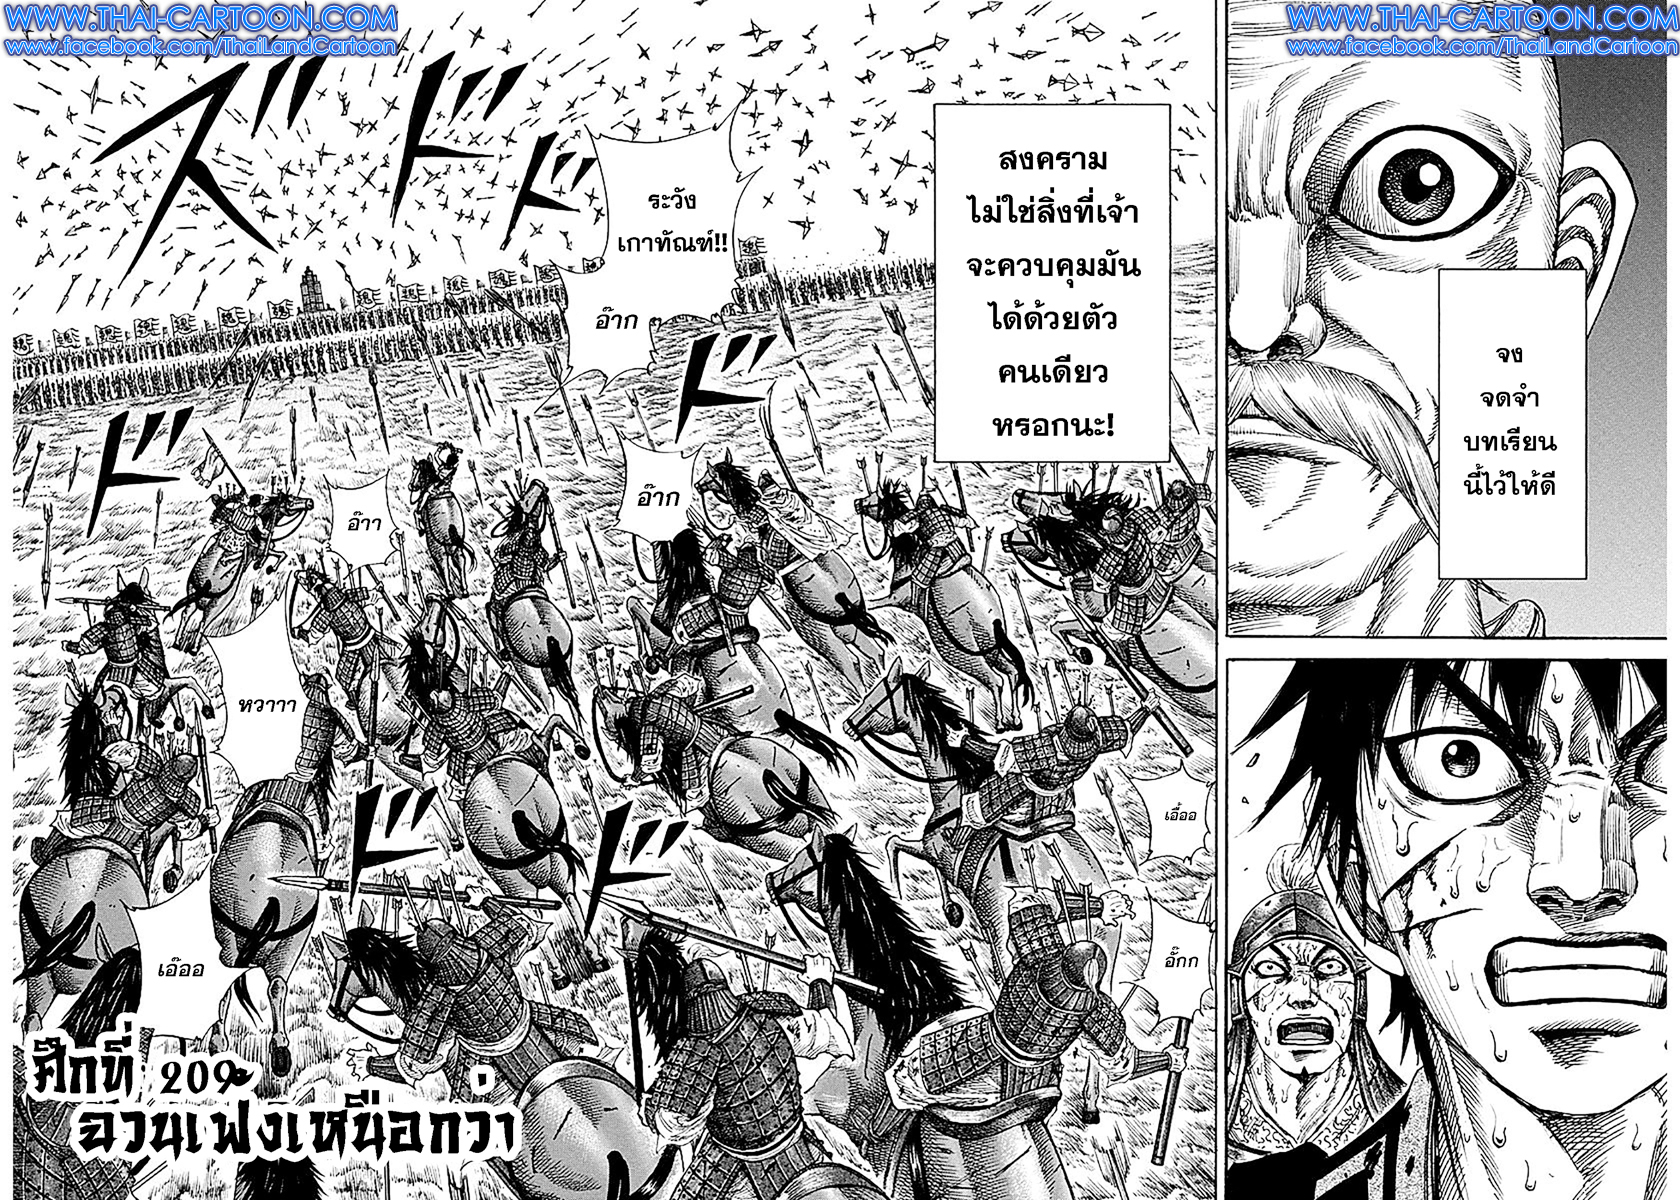 WWW.THAI-CARTOON.COM
www.facebook.com/ThaiLandCartoon
WWW.THAI-CARTOON.COM
www.facebook.com/ThaiLandCartoon
จง
จดจำ
บทเรียน
นี้ไว้ให้ดี
สงคราม
ไม่ใช่สิ่งที่เจ้า
จะควบคุมมัน
ได้ด้วยตัว
คนเดียว
หรอกนะ!
ระวัง
เกาทัณฑ์!!
อ๊าก
อ๊าก
อ๊าา
หวาาา
เอื้ออ
อั๊กก
เอ๊ออ
ズドド
ドド
ドド
ศึกที่ 209
ฉวนเฟงเหนือกว่า